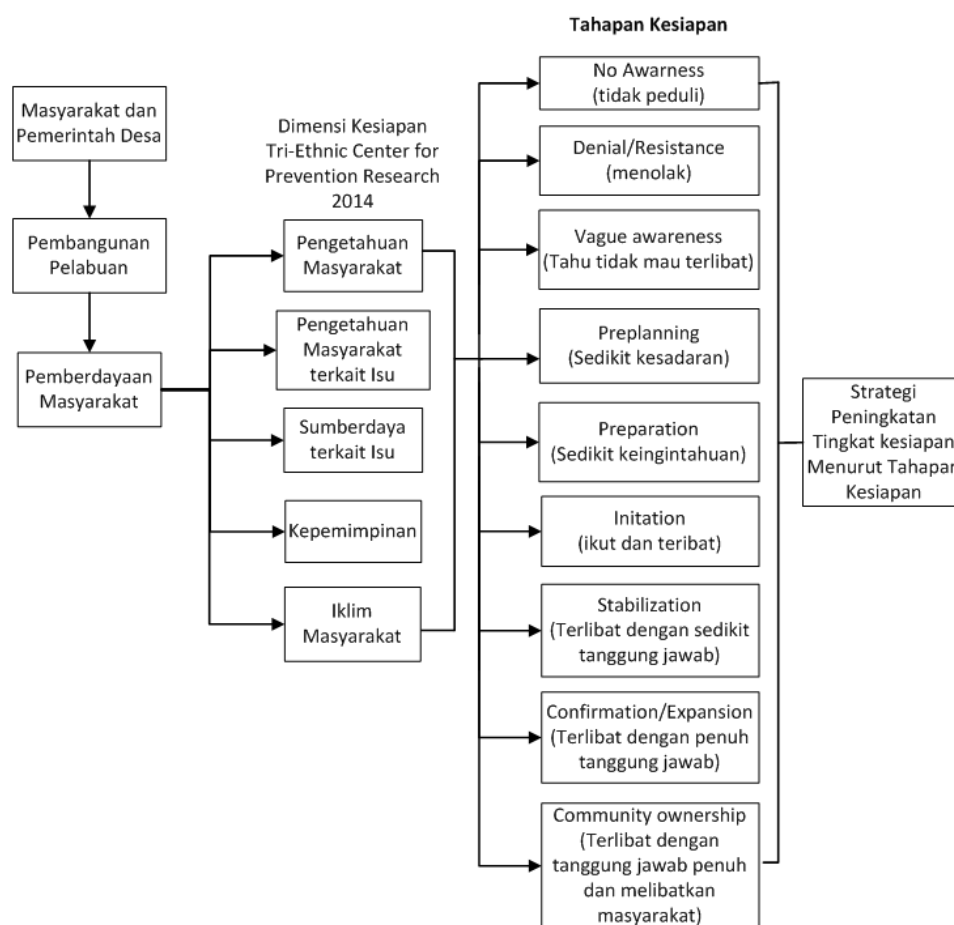 Tahapan Kesiapan
Masyarakat dan
Pemerintah Desa
Pembangunan
Pelabuan
Pemberdayaan
Masyarakat
Dimensi Kesiapan
Tri-Ethnic Center for
Prevention Research
2014
Pengetahuan
Masyarakat
Pengetahuan
Masyarakat
terkait Isu
Sumberdaya
terkait Isu
Kepemimpinan
Iklim
Masyarakat
No Awarness
(tidak peduli)
Denial/Resistance
(menolak)
Vague awareness
(Tahu tidak mau terlibat)
Preplanning
(Sedikit kesadaran)
Preparation
(Sedikit keingintahuan)
Initation
(ikut dan teribat)
Stabilization
(Terlibat dengan sedikit
tanggung jawab)
Confirmation/Expansion
(Terlibat dengan penuh
tanggung jawab)
Community ownership
(Terlibat dengan
tanggung jawab penuh
dan melibatkan
masyarakat)
Strategi
Peningkatan
Tingkat kesiapan
Menurut Tahapan
Kesiapan